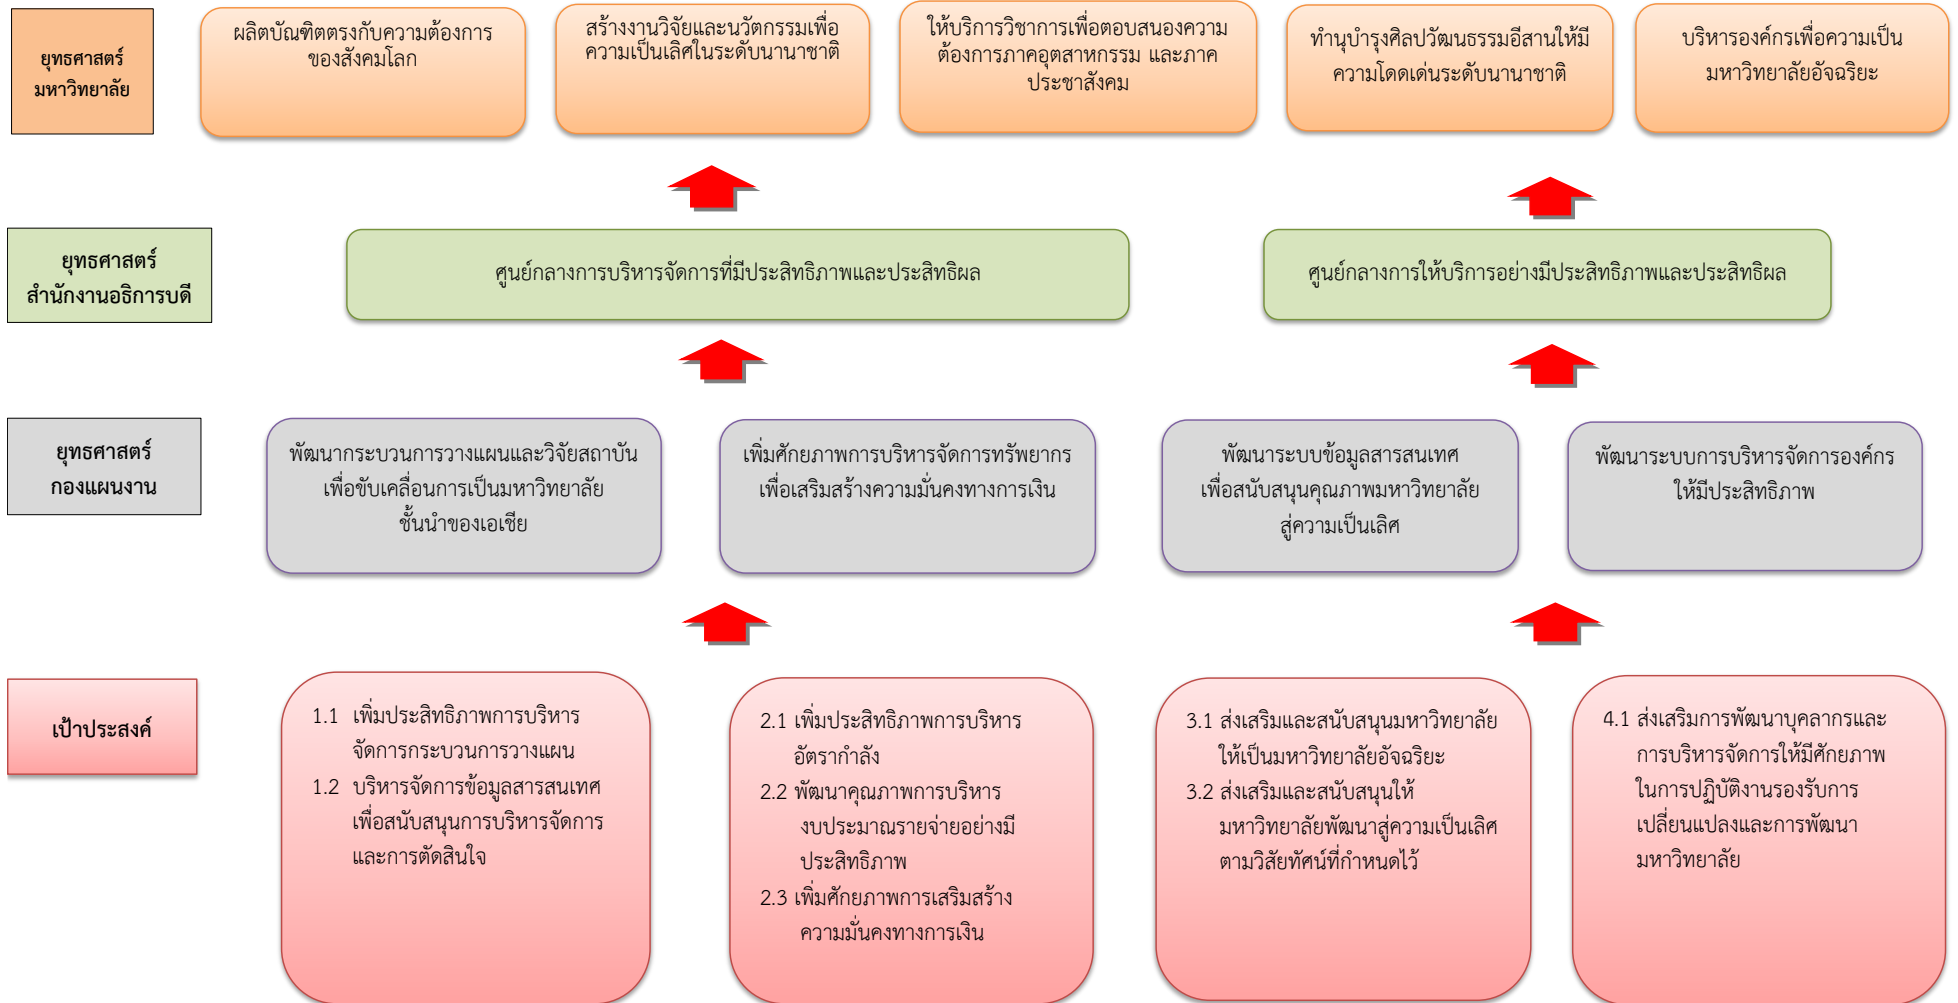 ยุทธศาสตร์
มหาวิทยาลัย
ผลิตบัณฑิตตรงกับความต้องการ
ของสังคมโลก
สร้างงานวิจัยและนวัตกรรมเพื่อ
ความเป็นเลิศในระดับนานาชาติ
ให้บริการวิชาการเพื่อตอบสนองความ
ต้องการภาคอุตสาหกรรม และภาค
ประชาสังคม
ทำนุบำรุงศิลปวัฒนธรรมอีสานให้มี
ความโดดเด่นระดับนานาชาติ
บริหารองค์กรเพื่อความเป็น
มหาวิทยาลัยอัจฉริยะ
ยุทธศาสตร์
สำนักงานอธิการบดี
ศูนย์กลางการบริหารจัดการที่มีประสิทธิภาพและประสิทธิผล
ศูนย์กลางการให้บริการอย่างมีประสิทธิภาพและประสิทธิผล
ยุทธศาสตร์
กองแผนงาน
พัฒนากระบวนการวางแผนและวิจัยสถาบัน
เพื่อขับเคลื่อนการเป็นมหาวิทยาลัย
ชั้นนำของเอเชีย
เพิ่มศักยภาพการบริหารจัดการทรัพยากร
เพื่อเสริมสร้างความมั่นคงทางการเงิน
พัฒนาระบบข้อมูลสารสนเทศ
เพื่อสนับสนุนคุณภาพมหาวิทยาลัย
สู่ความเป็นเลิศ
พัฒนาระบบการบริหารจัดการองค์กร
ให้มีประสิทธิภาพ
เป้าประสงค์
1.1 เพิ่มประสิทธิภาพการบริหาร
จัดการกระบวนการวางแผน
1.2 บริหารจัดการข้อมูลสารสนเทศ
เพื่อสนับสนุนการบริหารจัดการ
และการตัดสินใจ
2.1 เพิ่มประสิทธิภาพการบริหาร
อัตรากำลัง
2.2 พัฒนาคุณภาพการบริหาร
งบประมาณรายจ่ายอย่างมี
ประสิทธิภาพ
2.3 เพิ่มศักยภาพการเสริมสร้าง
ความมั่นคงทางการเงิน
3.1 ส่งเสริมและสนับสนุนมหาวิทยาลัย
ให้เป็นมหาวิทยาลัยอัจฉริยะ
3.2 ส่งเสริมและสนับสนุนให้
มหาวิทยาลัยพัฒนาสู่ความเป็นเลิศ
ตามวิสัยทัศน์ที่กำหนดไว้
4.1 ส่งเสริมการพัฒนาบุคลากรและ
การบริหารจัดการให้มีศักยภาพ
ในการปฏิบัติงานรองรับการ
เปลี่ยนแปลงและการพัฒนา
มหาวิทยาลัย